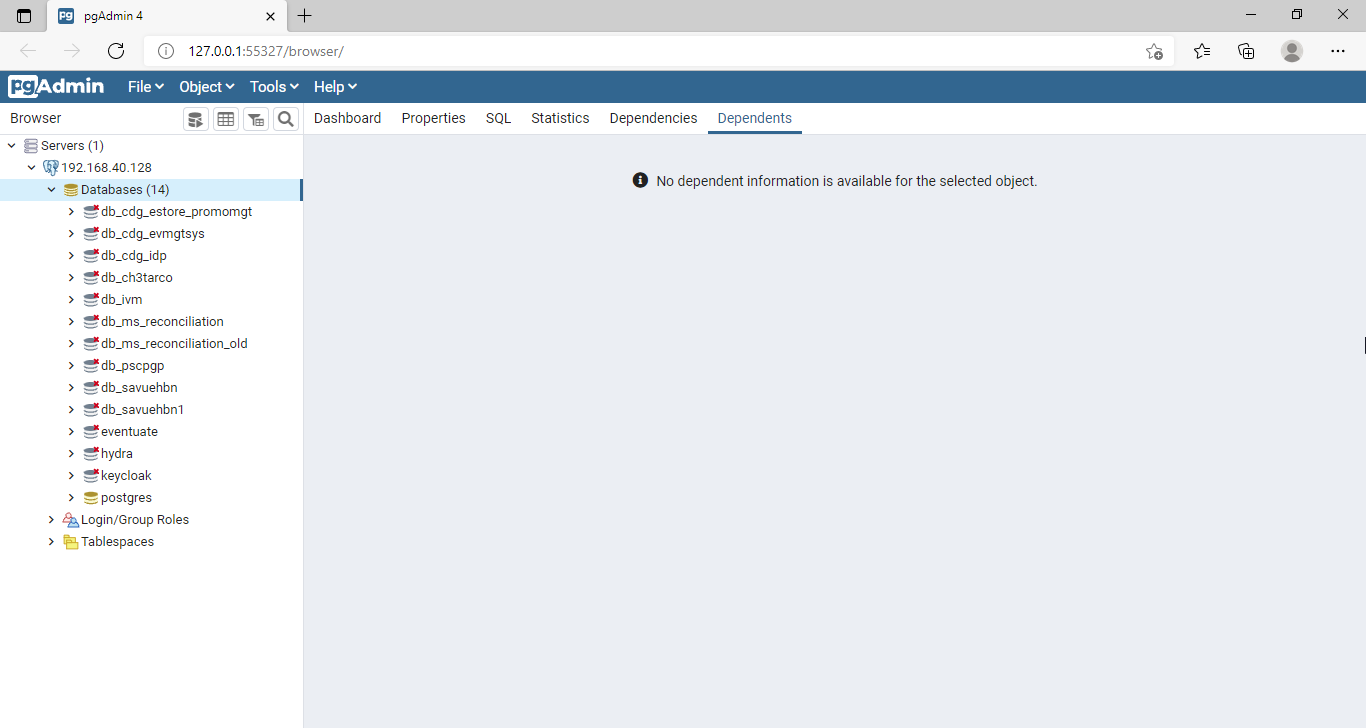 pgAdmin 4
127.0.0.1:55327/browser/
pgAdmin File Object Tools Help
Browser
Dashboard Properties SQL Statistics Dependencies Dependents
Servers (1)
192.168.40.128
Databases (14)
db_cdg_estore_promomgt
db_cdg_evmgtsys
db_cdg_idp
db_ch3tarco
db_ivm
db_ms_reconciliation
db_ms_reconciliation_old
db_pscpgp
db_savuehbn
db_savuehbn1
eventuate
hydra
keycloak
postgres
Login/Group Roles
Tablespaces
No dependent information is available for the selected object.